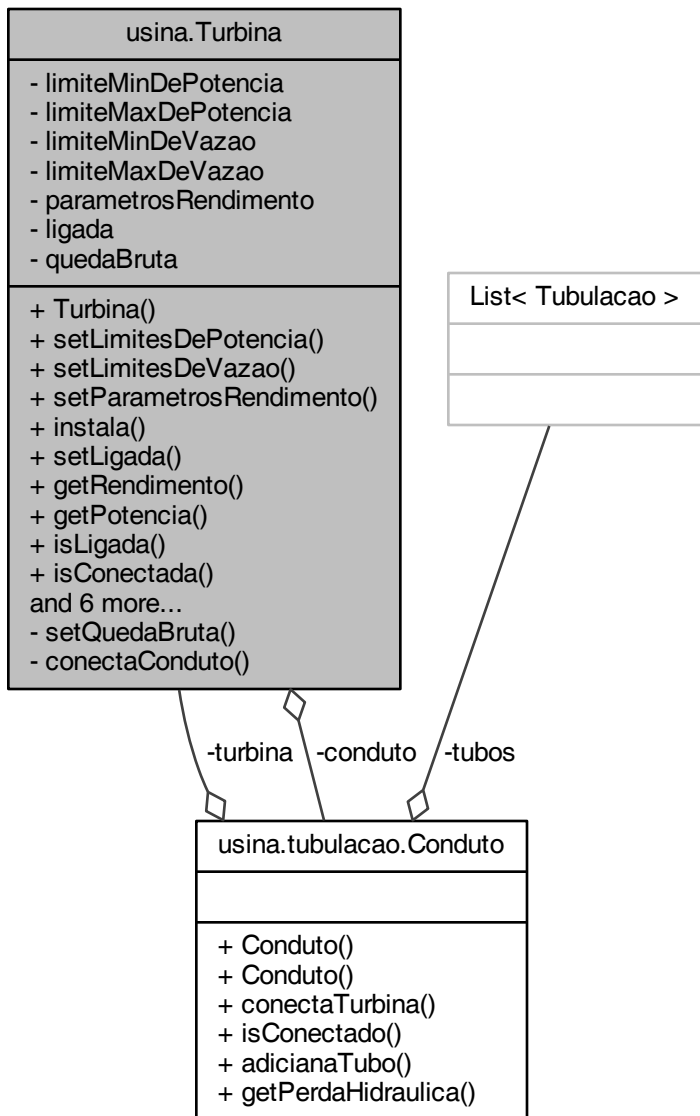 usina.Turbina
- limiteMinDePotencia
- limiteMaxDePotencia
- limiteMinDeVazao
- limiteMaxDeVazao
- parametrosRendimento
- ligada
- quedaBruta
+ Turbina()
+ setLimitesDePotencia()
+ setLimitesDeVazao()
+ setParametrosRendimento()
+ instala()
+ setLigada()
+ getRendimento()
+ getPotencia()
+ isLigada()
+ isConectada()
and 6 more...
- setQuedaBruta()
- conectaConduto()
List< Tubulacao >
-turbina
-conduto
-tubos
usina.tubulacao.Conduto
+ Conduto()
+ Conduto()
+ conectaTurbina()
+ isConectado()
+ adicianaTubo()
+ getPerdaHidraulica()